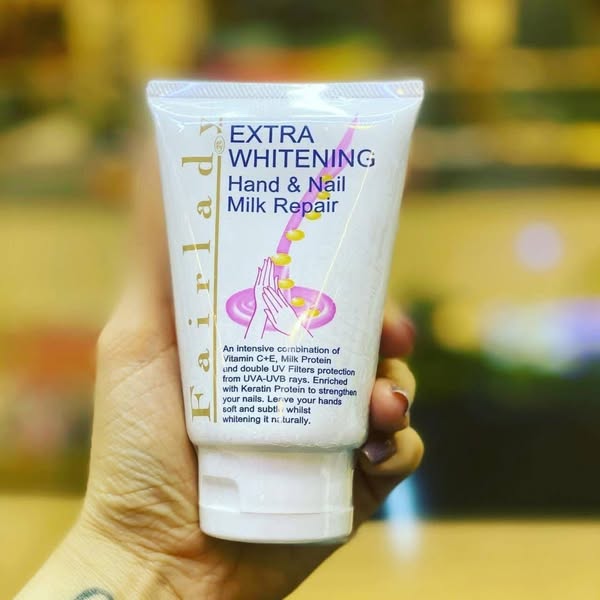 Fairlady®
EXTRA
WHITENING
Hand & Nail
Milk Repair
An intensive combination of
Vitamin C+E, Milk Protein
and double UV Filters protection
from UVA-UVB rays. Enriched
with Keratin Protein to strengthen
your nails. Leave your hands
soft and subtle whilst
whitening it naturally.